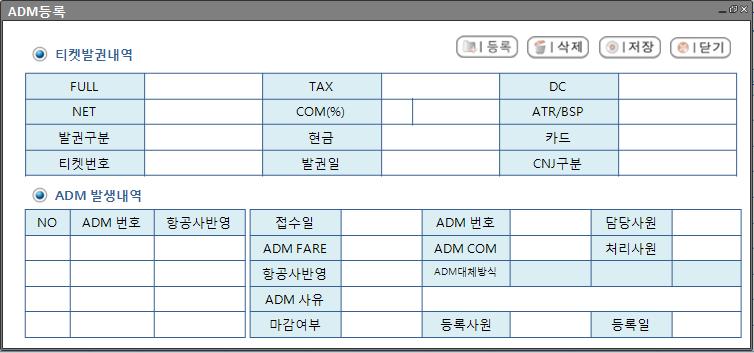 ADM등록
티켓발권내역
등록 삭제 저장 닫기
FULL TAX DC
NET COM(%) ATR/BSP
발권구분 현금 카드
티켓번호 발권일 CNJ구분
ADM 발생내역
NO ADM 번호 항공사반영 접수일 ADM 번호 담당사원
ADM FARE ADM COM 처리사원
항공사반영 ADM대체방식
ADM 사유
마감여부 등록사원 등록일